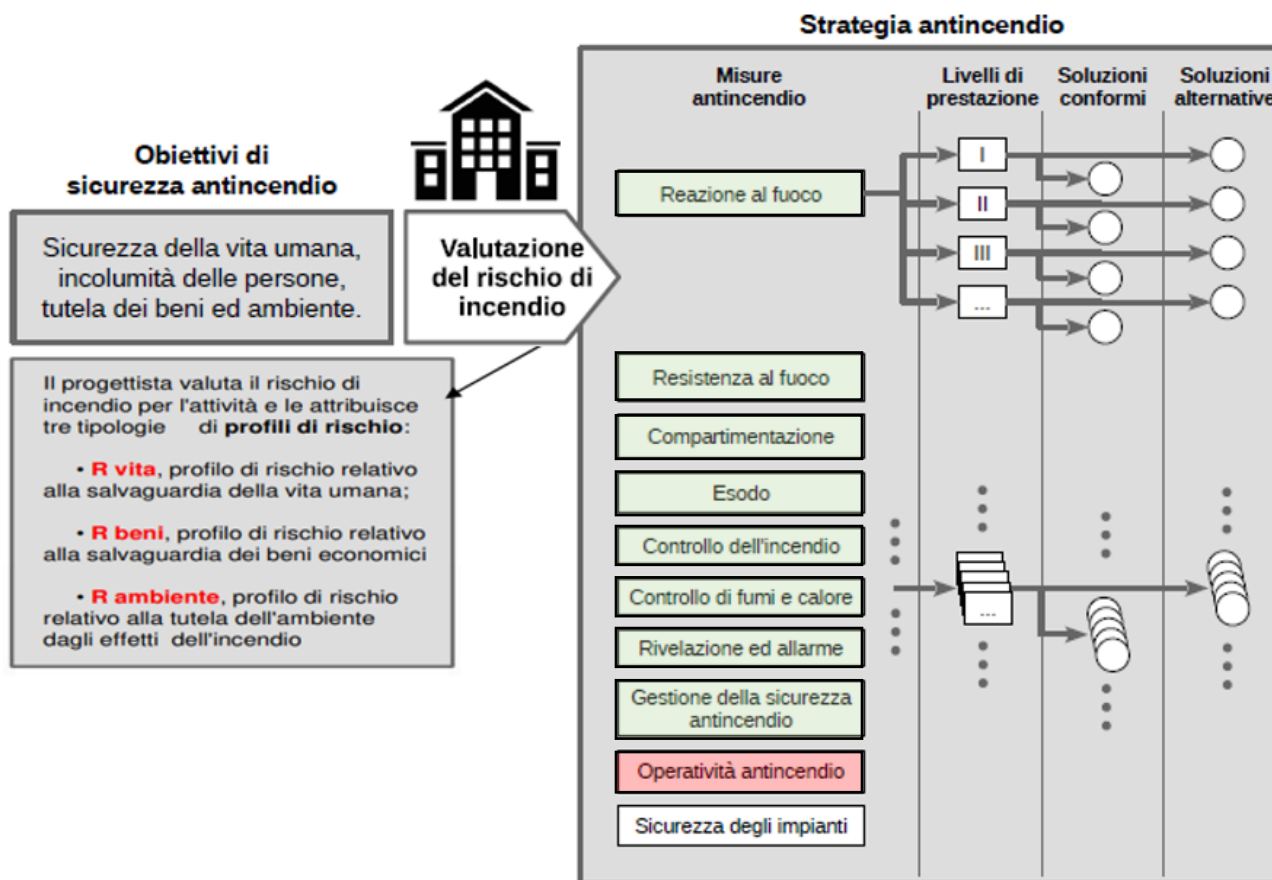 Strategia antincendio
Obiettivi di
sicurezza antincendio
Sicurezza della vita umana,
incolumità delle persone,
tutela dei beni ed ambiente.
Valutazione
del rischio di
incendio
Il progettista valuta il rischio di
incendio per l'attività e le attribuisce
tre tipologie di profili di rischio:
• R vita, profilo di rischio relativo
alla salvaguardia della vita umana;
• R beni, profilo di rischio relativo
alla salvaguardia dei beni economici
• R ambiente, profilo di rischio
relativo alla tutela dell'ambiente
dagli effetti dell'incendio
Misure
antincendio
Livelli di
prestazione
Soluzioni
conformi
Soluzioni
alternative
Reazione al fuoco
I
II
III
...
Resistenza al fuoco
Compartimentazione
Esodo
Controllo dell'incendio
Controllo di fumi e calore
...
Rivelazione ed allarme
Gestione della sicurezza
antincendio
Operatività antincendio
Sicurezza degli impianti